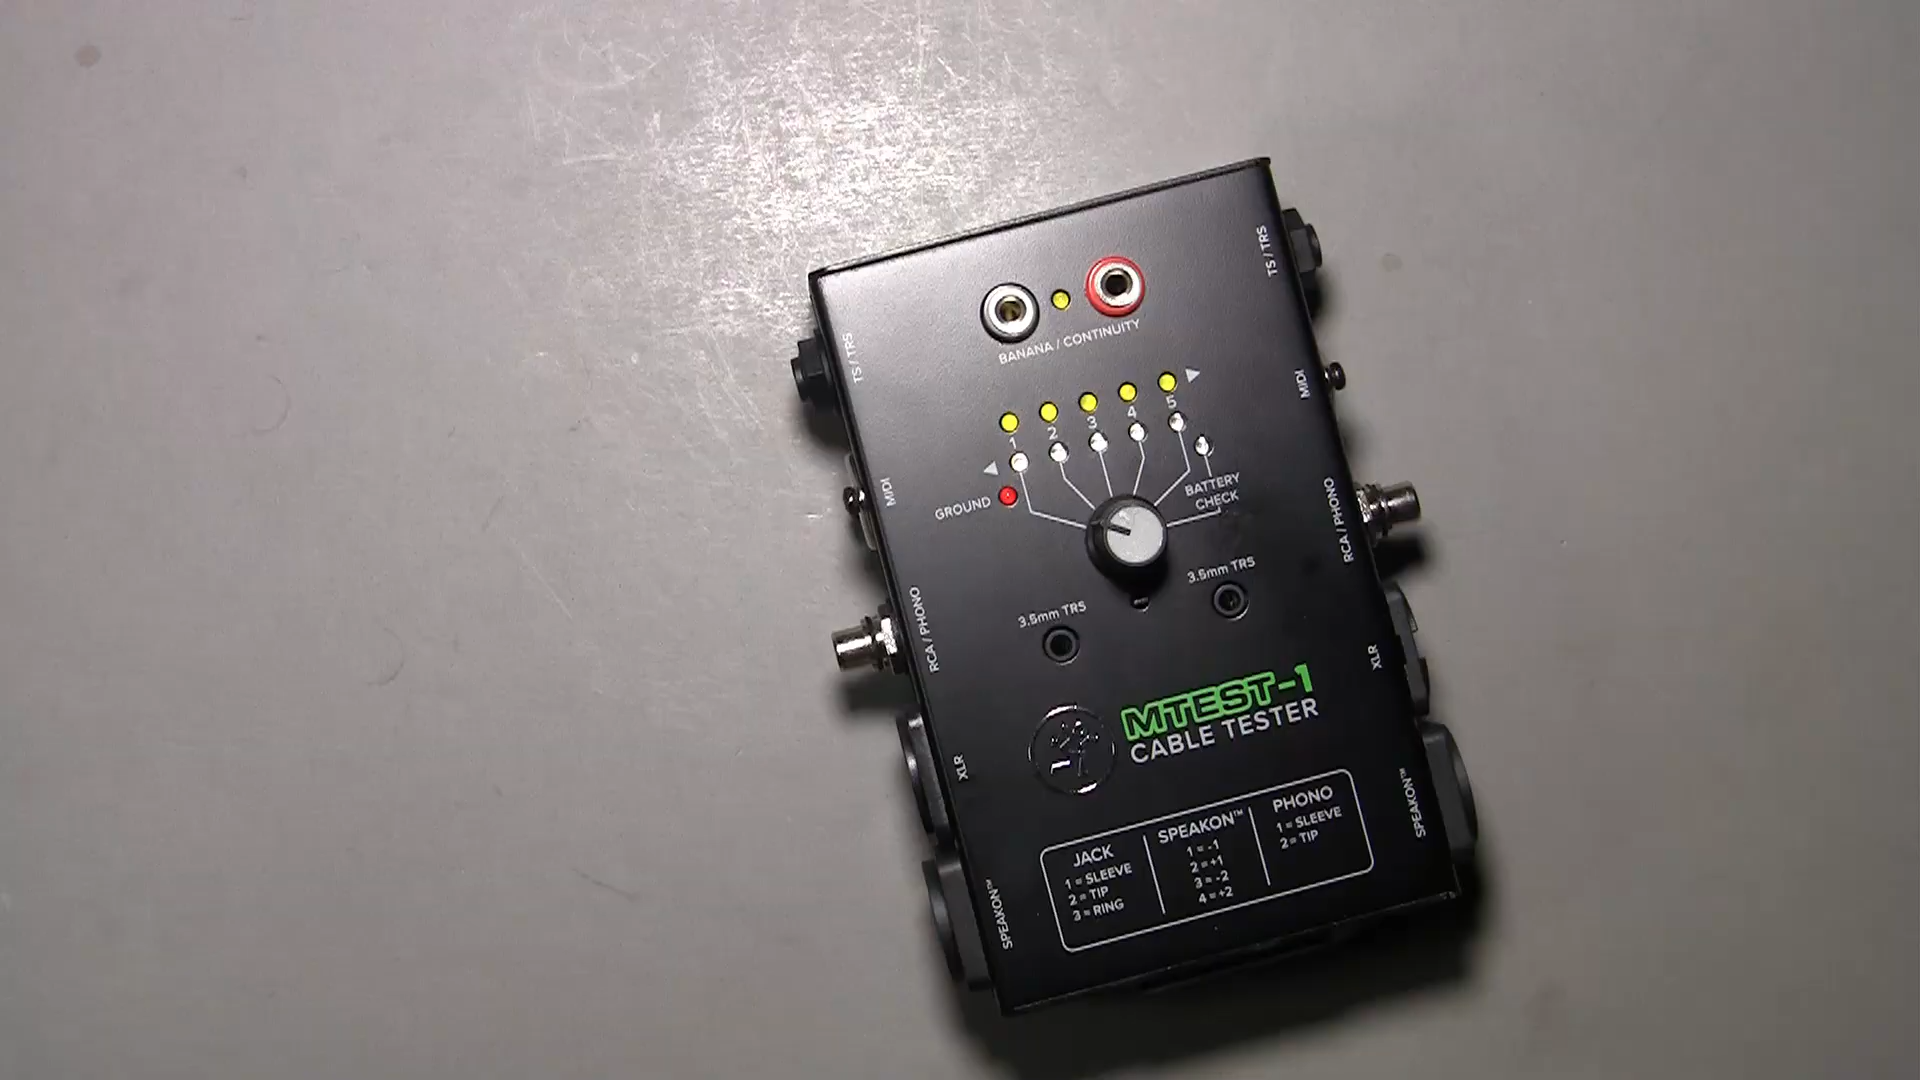 TS / TRS
TS / TRS
BANANA / CONTINUITY
MIDI
MIDI
1 2 3 4 5
GROUND
BATTERY
CHECK
RCA / PHONO
RCA / PHONO
3.5mm TRS
3.5mm TRS
XLR
XLR
MTEST-1
CABLE TESTER
SPEAKON™
SPEAKON™
JACK
1 = SLEEVE
2 = TIP
3 = RING
SPEAKON™
1 = -1
2 = +1
3 = -2
4 = +2
PHONO
1 = SLEEVE
2 = TIP